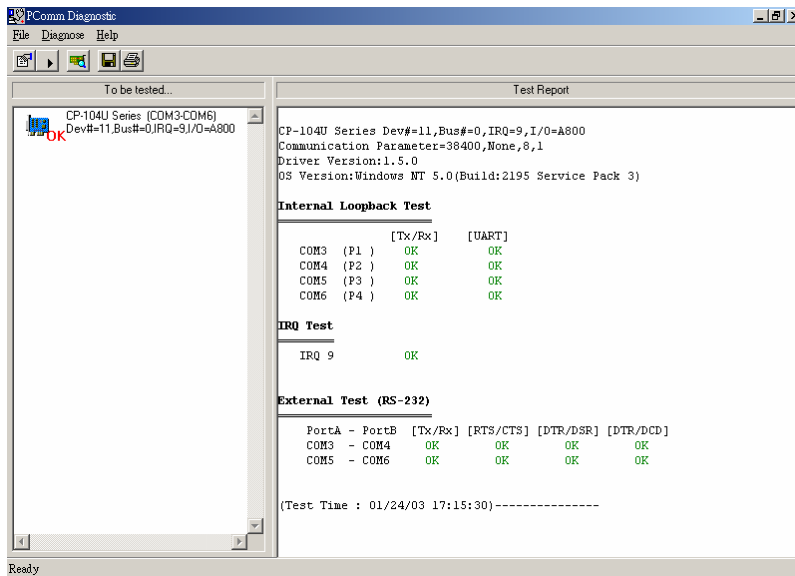 PComm Diagnostic
File Diagnose Help
To be tested...
Test Report
CP-104U Series (COM3-COM6)
Dev#=11,Bus#=0,IRQ=9,I/O=A800
OK
CP-104U Series Dev#=11,Bus#=0,IRQ=9,I/O=A800
Communication Parameter=38400,None,8,1
Driver Version:1.5.0
OS Version:Windows NT 5.0(Build:2195 Service Pack 3)
Internal Loopback Test
[Tx/Rx] [UART]
COM3 (P1 ) OK OK
COM4 (P2 ) OK OK
COM5 (P3 ) OK OK
COM6 (P4 ) OK OK
IRQ Test
IRQ 9 OK
External Test (RS-232)
PortA - PortB [Tx/Rx] [RTS/CTS] [DTR/DSR] [DTR/DCD]
COM3 - COM4 OK OK OK OK
COM5 - COM6 OK OK OK OK
(Test Time : 01/24/03 17:15:30)---------------
Ready